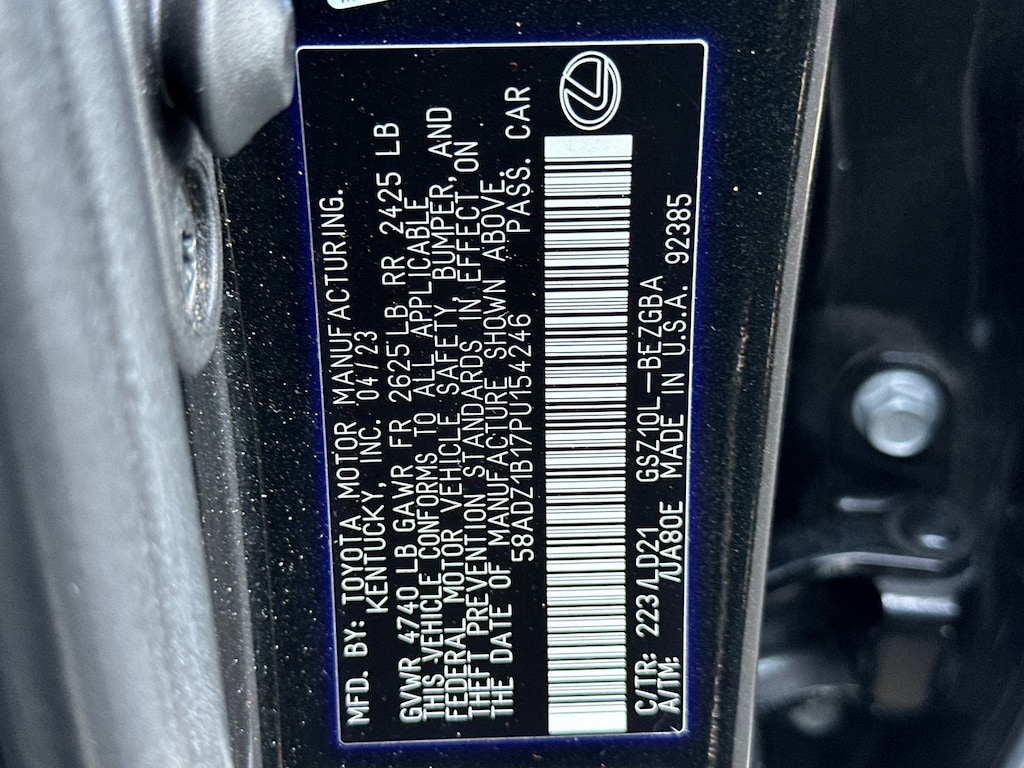 MFD. BY: TOYOTA MOTOR MANUFACTURING.
KENTUCKY, INC. 04/23
GVWR 4740 LB GAWR FR 2625LB RR 2425 LB
THIS VEHICLE CONFORMS TO ALL APPLICABLE
FEDERAL MOTOR VEHICLE SAFETY, BUMPER, AND
THEFT PREVENTION STANDARDS IN EFFECT ON
THE DATE OF MANUFACTURE SHOWN ABOVE.
58ADZ1B17PU154246 PASS. CAR
C/TR: 223/LD21 GSZ10L-BEZGBA
A/TM: /UA80E MADE IN U.S.A. 92385